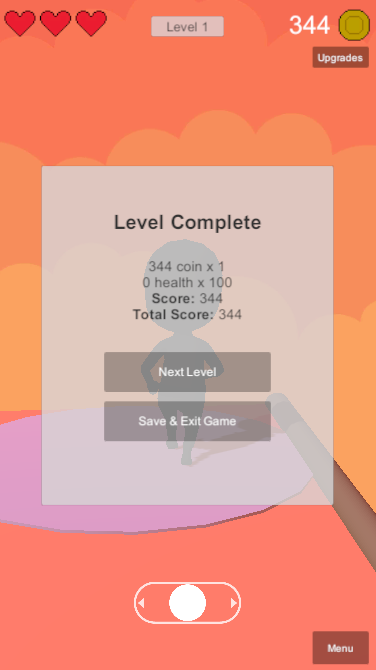 Level 1
344
Upgrades
Level Complete
344 coin x 1
0 health x 100
Score: 344
Total Score: 344
Next Level
Save & Exit Game
Menu